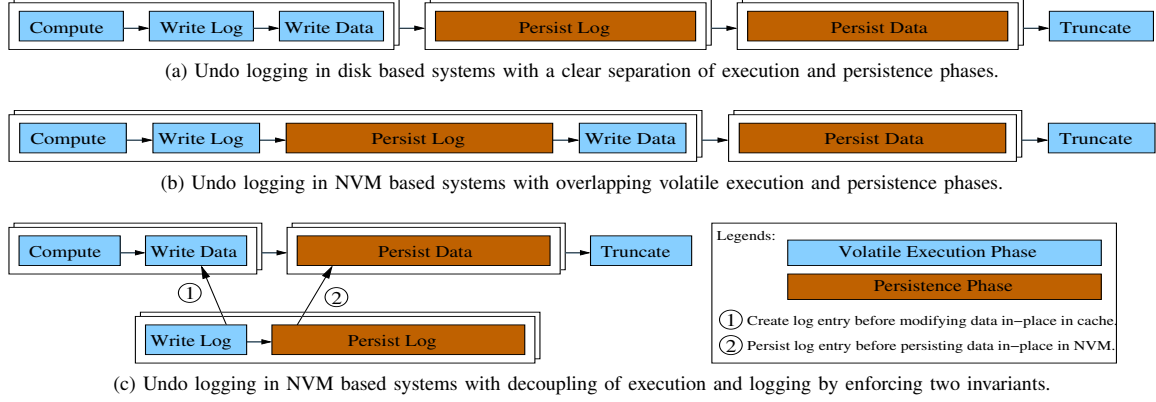 Compute Write Log Write Data Persist Log Persist Data Truncate
(a) Undo logging in disk based systems with a clear separation of execution and persistence phases.
Compute Write Log Persist Log Write Data Persist Data Truncate
(b) Undo logging in NVM based systems with overlapping volatile execution and persistence phases.
Compute Write Data Persist Data Truncate
1 2
Write Log Persist Log
Legends:
Volatile Execution Phase
Persistence Phase
1 Create log entry before modifying data in-place in cache.
2 Persist log entry before persisting data in-place in NVM.
(c) Undo logging in NVM based systems with decoupling of execution and logging by enforcing two invariants.